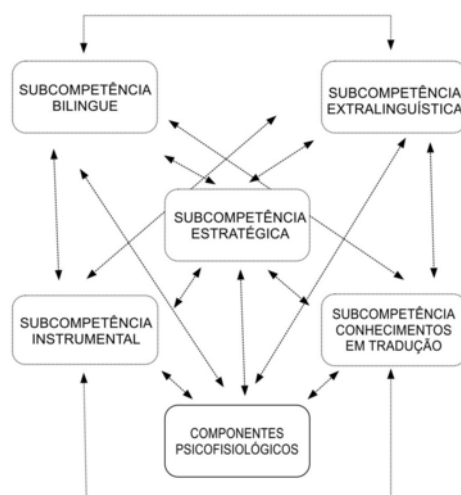 SUBCOMPETÊNCIA
BILINGUE
SUBCOMPETÊNCIA
EXTRALINGUÍSTICA
SUBCOMPETÊNCIA
ESTRATÉGICA
SUBCOMPETÊNCIA
INSTRUMENTAL
SUBCOMPETÊNCIA
CONHECIMENTOS
EM TRADUÇÃO
COMPONENTES
PSICOFISIOLÓGICOS